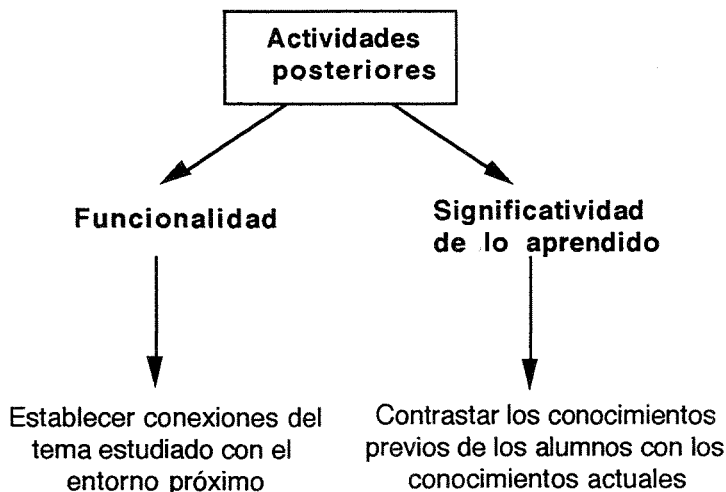 Actividades
posteriores
Funcionalidad
Significatividad
de lo aprendido
Establecer conexiones del
tema estudiado con el
entorno próximo
Contrastar los conocimientos
previos de los alumnos con los
conocimientos actuales